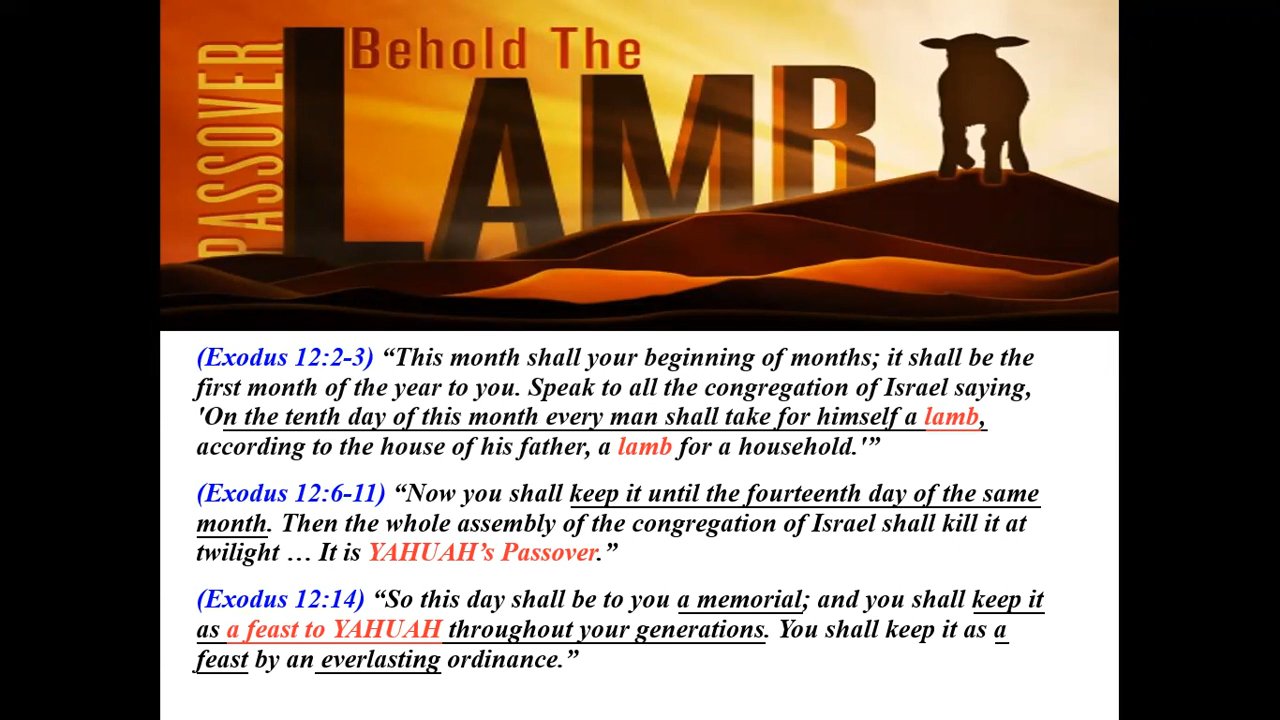 PASSOVER
Behold The
LAMB
(Exodus 12:2-3) “This month shall your beginning of months; it shall be the
first month of the year to you. Speak to all the congregation of Israel saying,
'On the tenth day of this month every man shall take for himself a lamb,
according to the house of his father, a lamb for a household.'”
(Exodus 12:6-11) “Now you shall keep it until the fourteenth day of the same
month. Then the whole assembly of the congregation of Israel shall kill it at
twilight … It is YAHUAH’s Passover.”
(Exodus 12:14) “So this day shall be to you a memorial; and you shall keep it
as a feast to YAHUAH throughout your generations. You shall keep it as a
feast by an everlasting ordinance.”